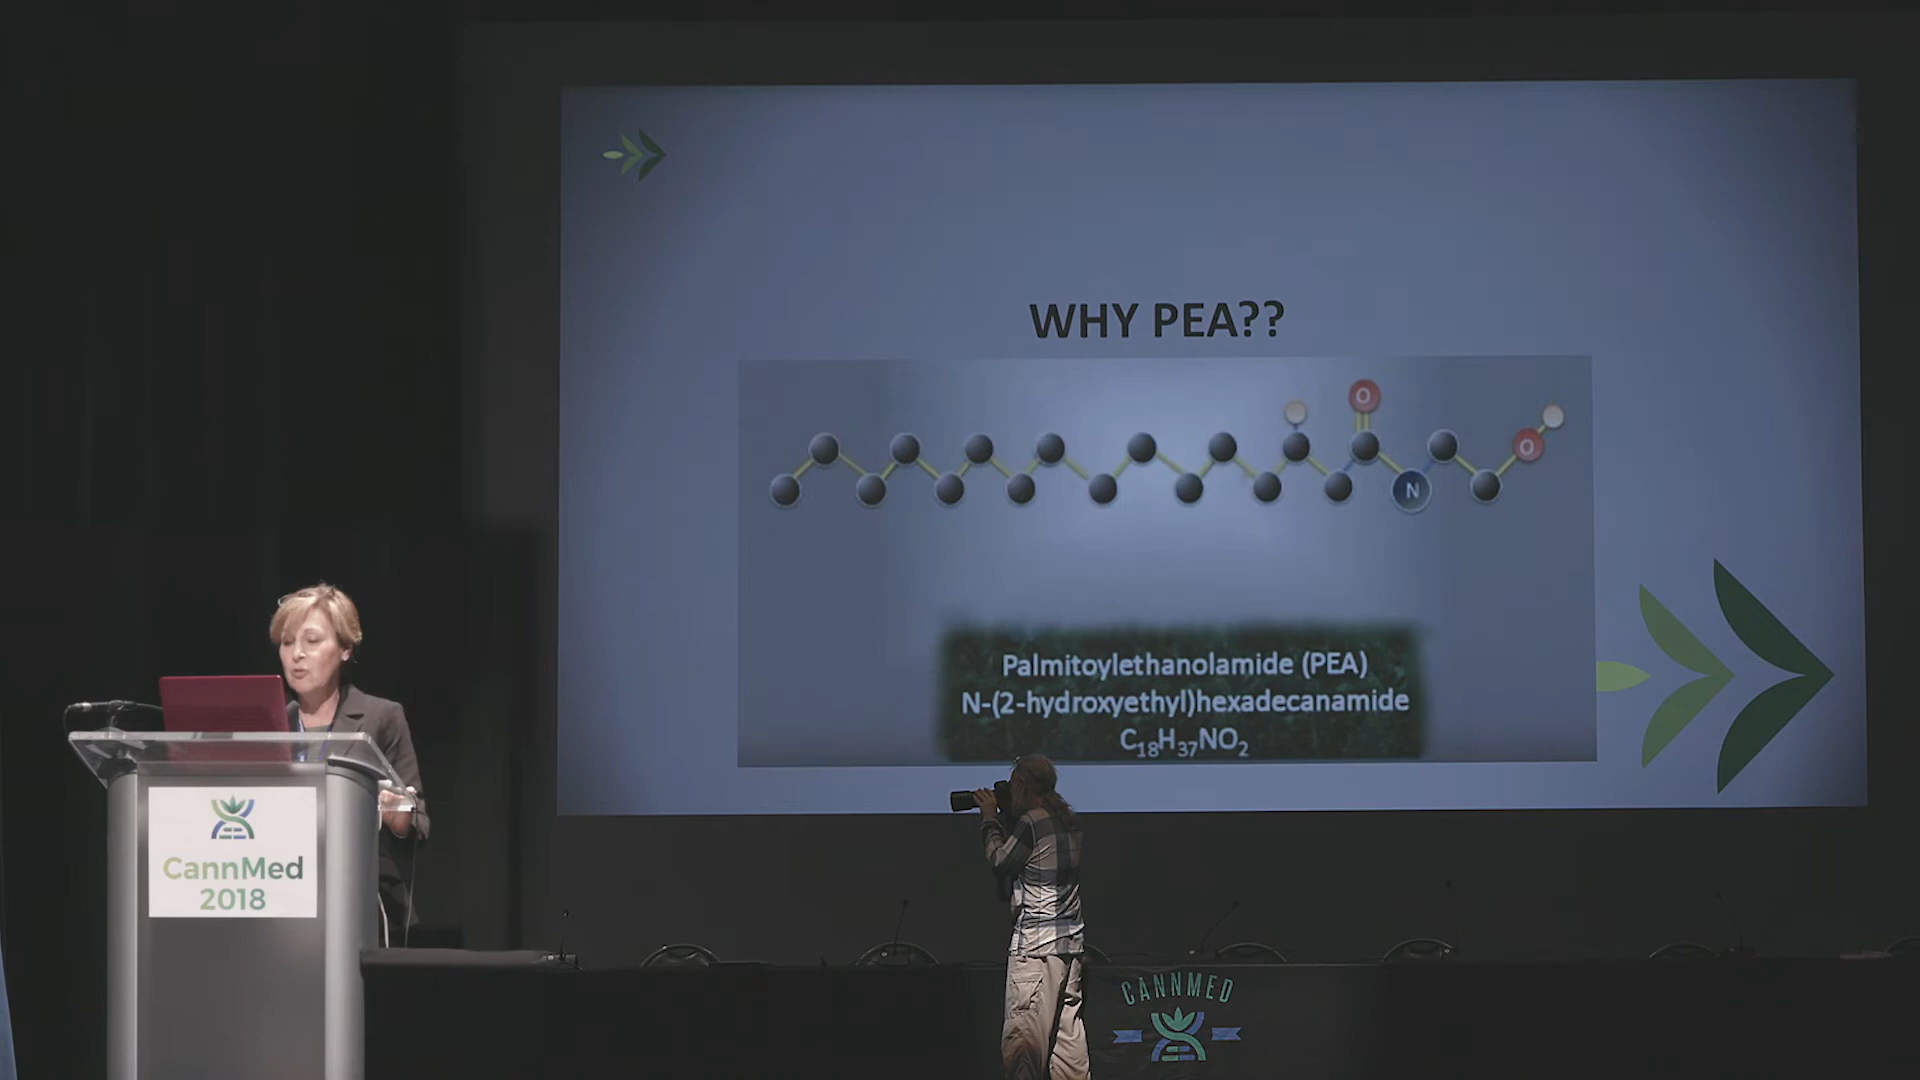 WHY PEA??
O
O
N
Palmitoylethanolamide (PEA)
N-(2-hydroxyethyl)hexadecanamide
C₁₈H₃₇NO₂
CannMed
2018
CANNMED